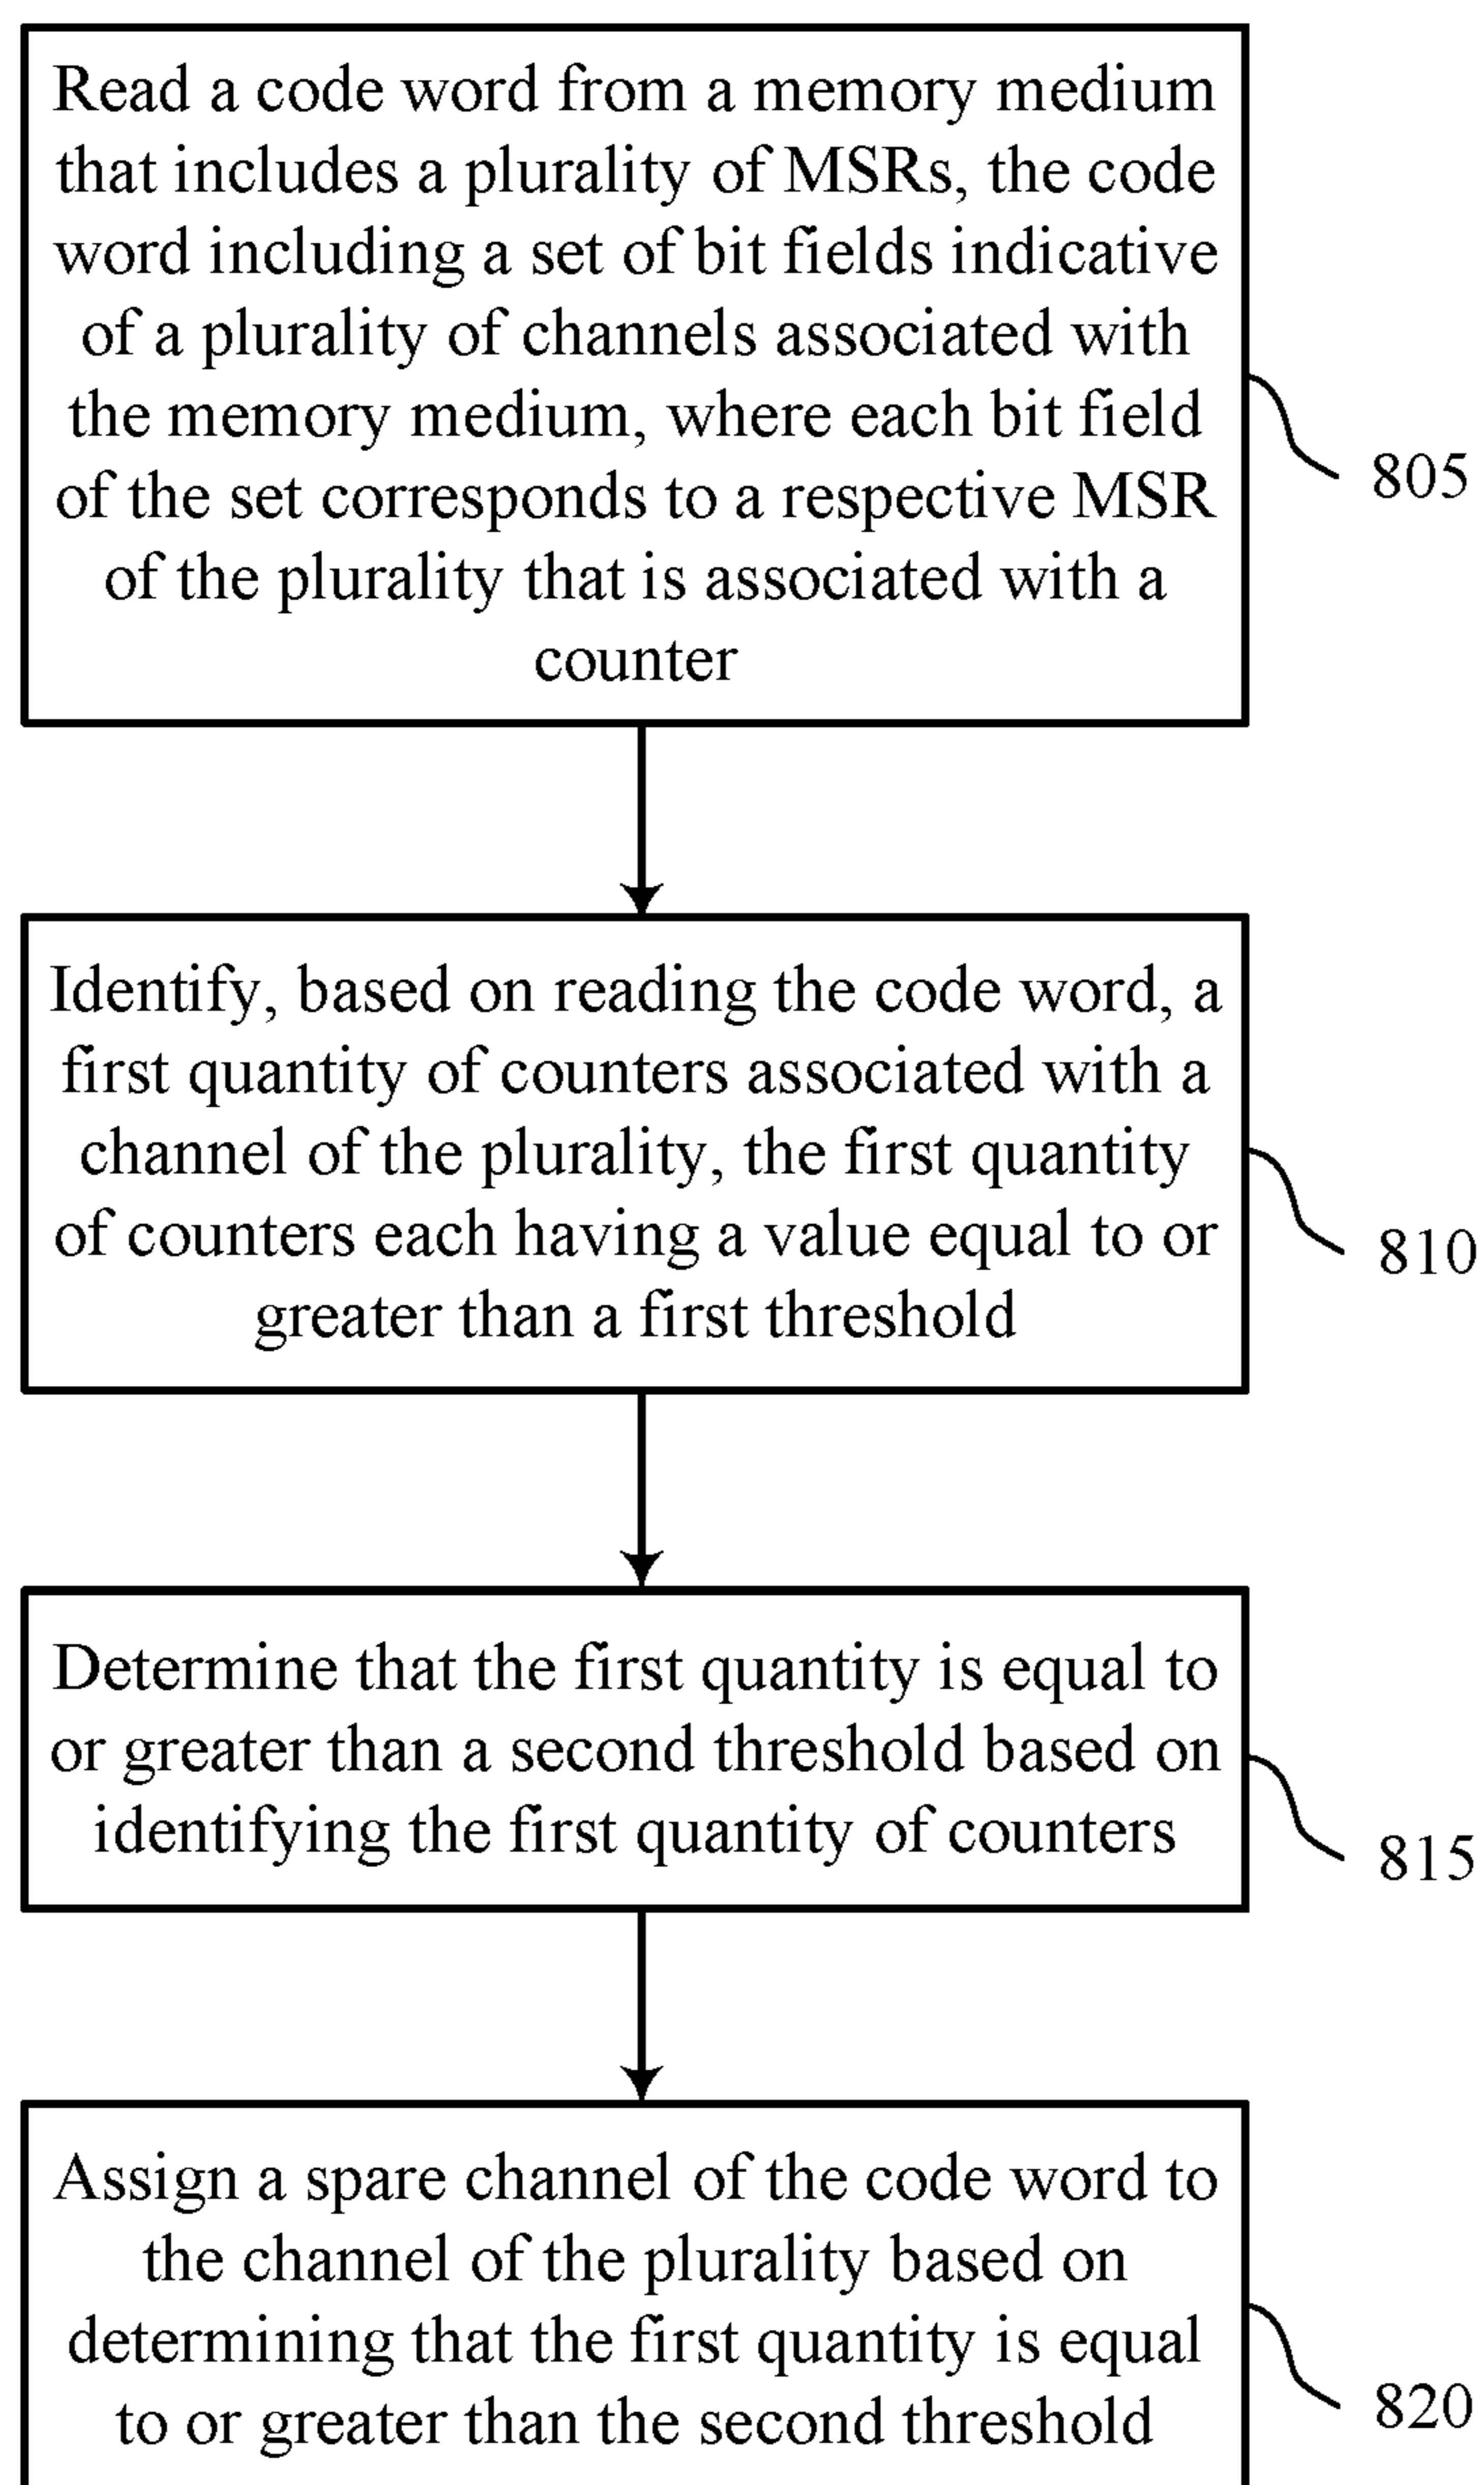 Read a code word from a memory medium
that includes a plurality of MSRs, the code
word including a set of bit fields indicative
of a plurality of channels associated with
the memory medium, where each bit field
of the set corresponds to a respective MSR
of the plurality that is associated with a
counter
805
Identify, based on reading the code word, a
first quantity of counters associated with a
channel of the plurality, the first quantity
of counters each having a value equal to or
greater than a first threshold
810
Determine that the first quantity is equal to
or greater than a second threshold based on
identifying the first quantity of counters
815
Assign a spare channel of the code word to
the channel of the plurality based on
determining that the first quantity is equal
to or greater than the second threshold
820